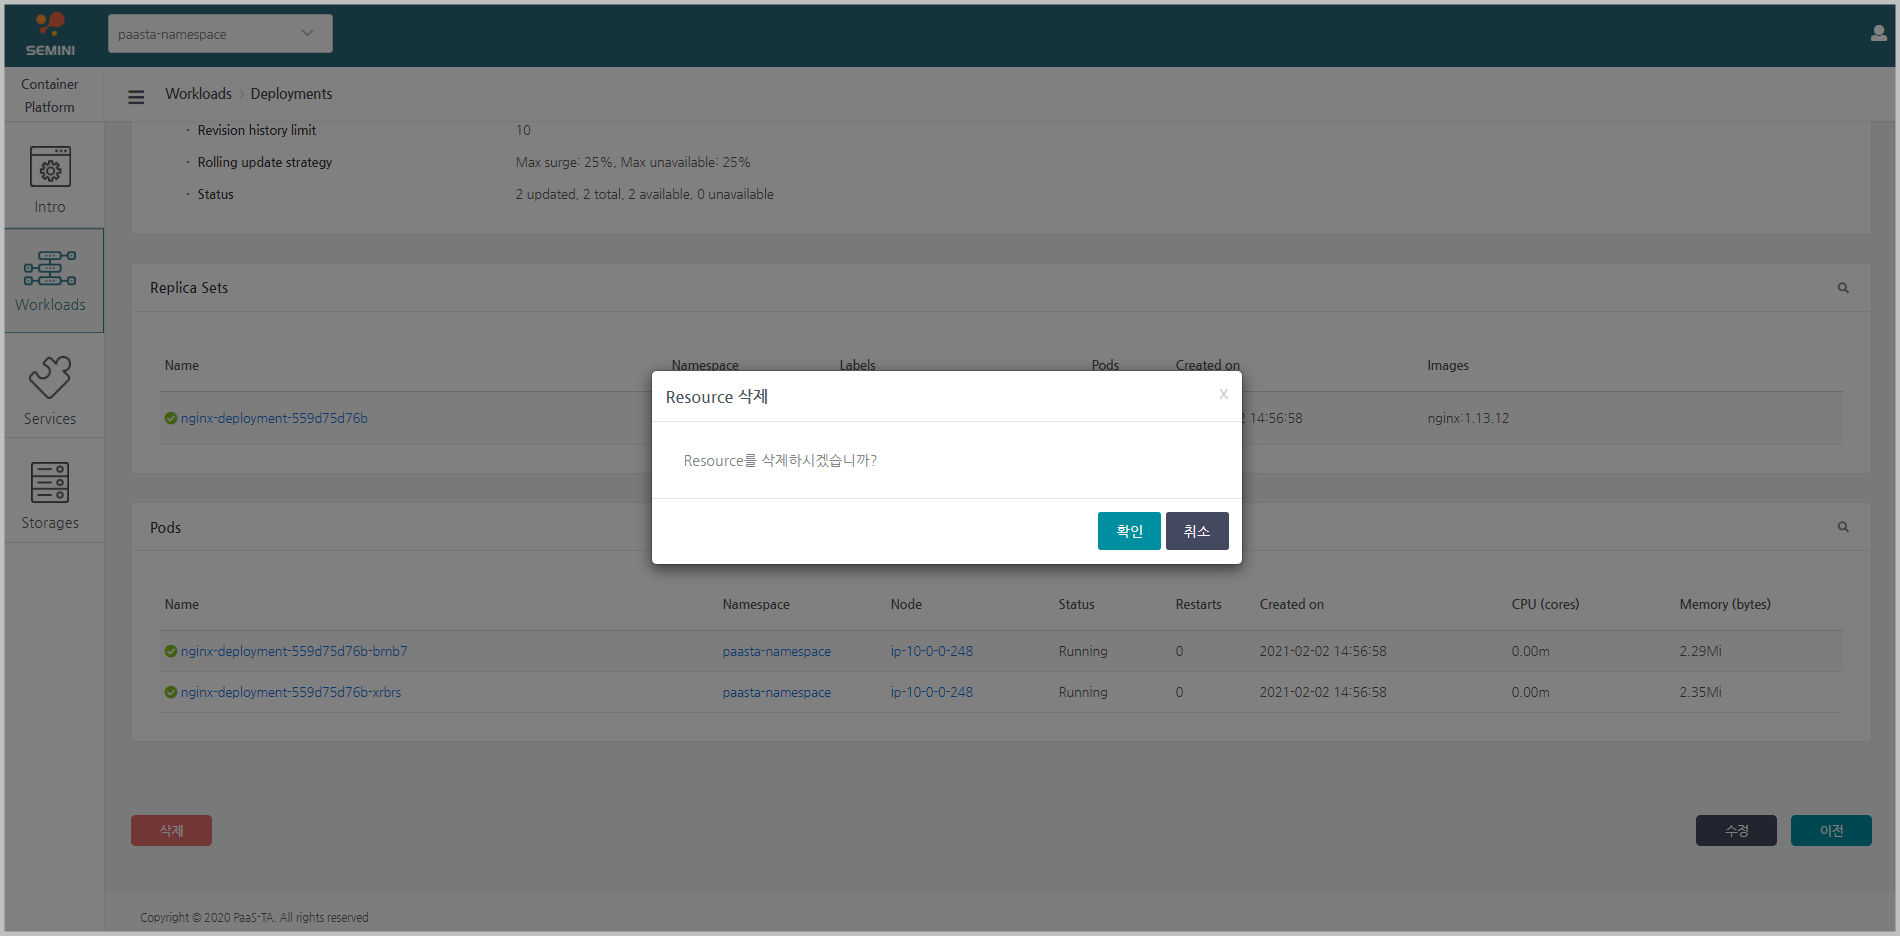 SEMINI
paasta-namespace
Container
Platform
Workloads
Deployments
Intro
Workloads
Services
Storages
· Revision history limit 10
· Rolling update strategy Max surge: 25%, Max unavailable: 25%
· Status 2 updated, 2 total, 2 available, 0 unavailable
Replica Sets
Name Namespace Labels Pods Created on Images
nginx-deployment-559d75d76b 2 14:56:58 nginx:1.13.12
Resource 삭제 X
Resource를 삭제하시겠습니까?
확인 취소
Pods
Name Namespace Node Status Restarts Created on CPU (cores) Memory (bytes)
nginx-deployment-559d75d76b-brnb7 paasta-namespace ip-10-0-0-248 Running 0 2021-02-02 14:56:58 0.00m 2.29Mi
nginx-deployment-559d75d76b-xrbrs paasta-namespace ip-10-0-0-248 Running 0 2021-02-02 14:56:58 0.00m 2.35Mi
삭제 수정 이전
Copyright © 2020 PaaS-TA. All rights reserved